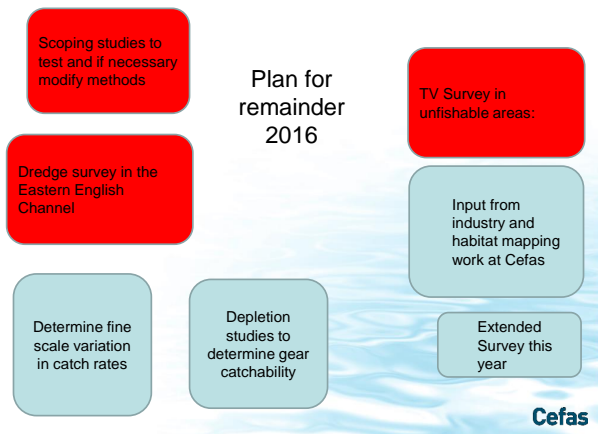 Scoping studies to
test and if necessary
modify methods
Plan for
remainder
2016
TV Survey in
unfishable areas:
Dredge survey in the
Eastern English
Channel
Input from
industry and
habitat mapping
work at Cefas
Determine fine
scale variation
in catch rates
Depletion
studies to
determine gear
catchability
Extended
Survey this
year
Cefas